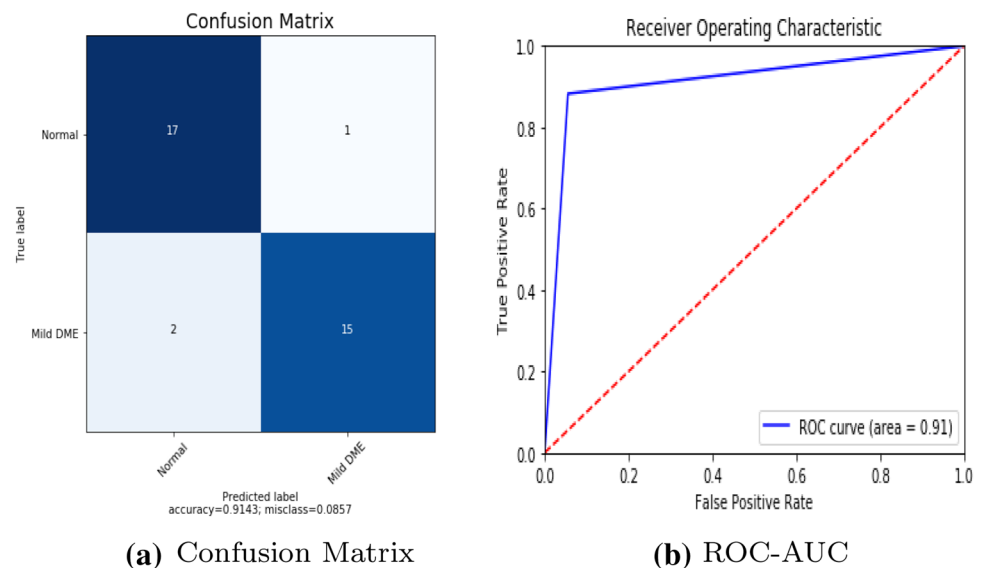 Confusion Matrix
Normal
17
1
True label
Mild DME
2
15
Normal
Mild DME
Predicted label
accuracy=0.9143; misclass=0.0857
(a) Confusion Matrix
Receiver Operating Characteristic
1.0
0.8
0.6
0.4
0.2
0.0
True Positive Rate
ROC curve (area = 0.91)
0.0 0.2 0.4 0.6 0.8 1.0
False Positive Rate
(b) ROC-AUC